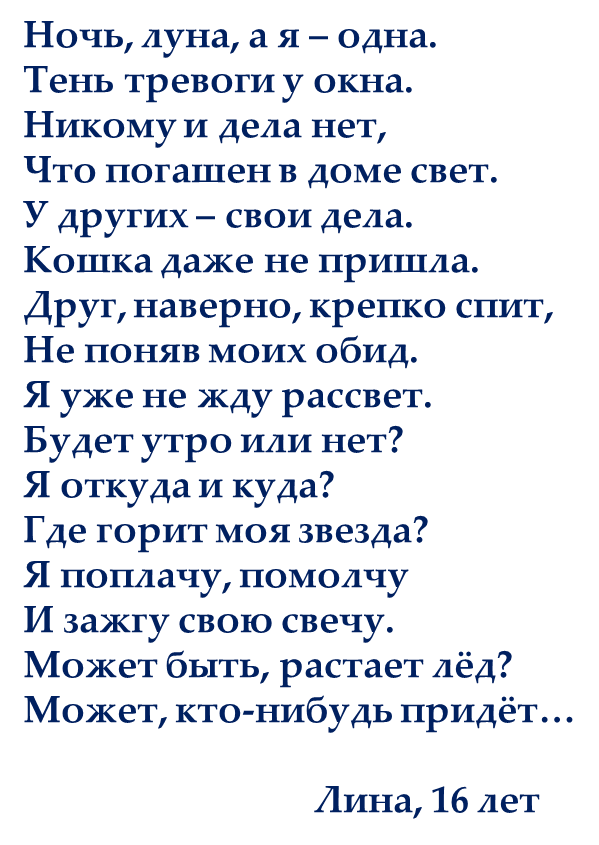 Ночь, луна, а я – одна.
Тень тревоги у окна.
Никому и дела нет,
Что погашен в доме свет.
У других – свои дела.
Кошка даже не пришла.
Друг, наверно, крепко спит,
Не поняв моих обид.
Я уже не жду рассвет.
Будет утро или нет?
Я откуда и куда?
Где горит моя звезда?
Я поплачу, помолчу
И зажгу свою свечу.
Может быть, растает лёд?
Может, кто-нибудь придёт…
Лина, 16 лет